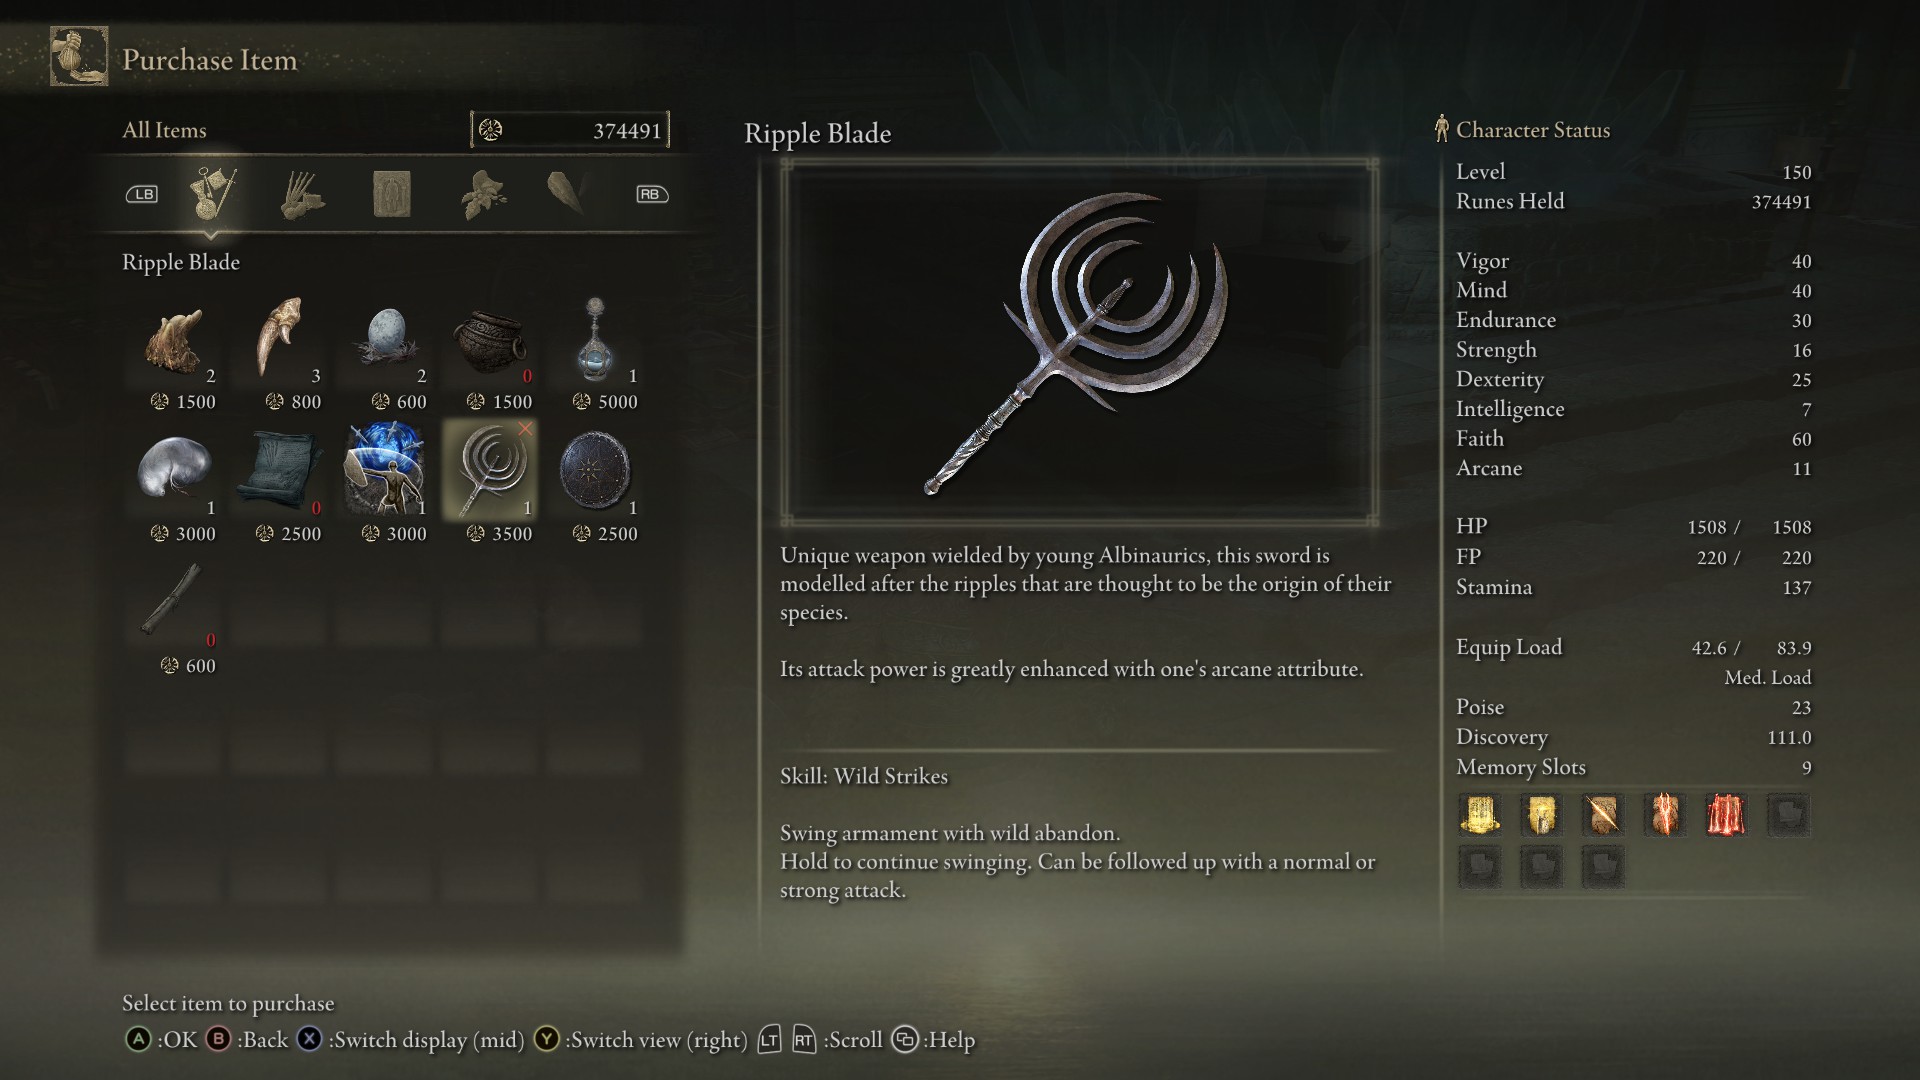 Purchase Item
All Items
374491
LB
RB
Ripple Blade
2
3
2
0
1
1500
800
600
1500
5000
1
0
1
1
1
3000
2500
3000
3500
2500
0
600
Ripple Blade
Unique weapon wielded by young Albinaurics, this sword is
modelled after the ripples that are thought to be the origin of their
species.
Its attack power is greatly enhanced with one's arcane attribute.
Skill: Wild Strikes
Swing armament with wild abandon.
Hold to continue swinging. Can be followed up with a normal or
strong attack.
Character Status
Level 150
Runes Held 374491
Vigor 40
Mind 40
Endurance 30
Strength 16
Dexterity 25
Intelligence 7
Faith 60
Arcane 11
HP 1508 / 1508
FP 220 / 220
Stamina 137
Equip Load 42.6 / 83.9
Med. Load
Poise 23
Discovery 111.0
Memory Slots 9
Select item to purchase
A :OK B :Back X :Switch display (mid) Y :Switch view (right) LT RT :Scroll :Help